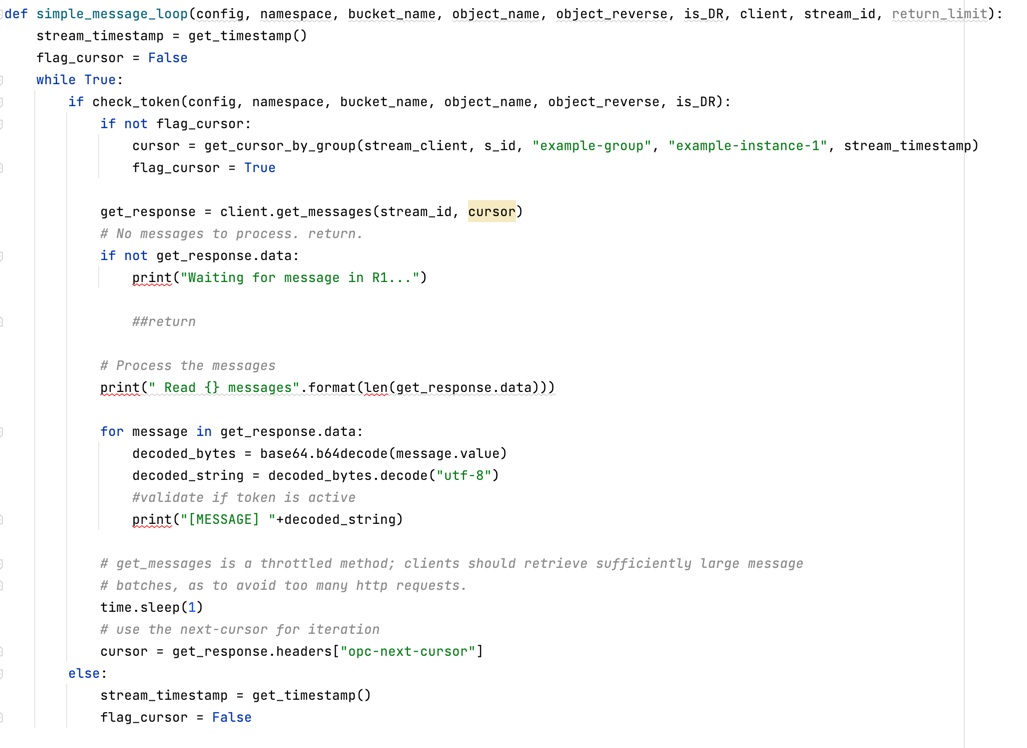 def simple_message_loop(config, namespace, bucket_name, object_name, object_reverse, is_DR, client, stream_id, return_limit):
    stream_timestamp = get_timestamp()
    flag_cursor = False
    while True:
        if check_token(config, namespace, bucket_name, object_name, object_reverse, is_DR):
            if not flag_cursor:
                cursor = get_cursor_by_group(stream_client, s_id, "example-group", "example-instance-1", stream_timestamp)
                flag_cursor = True
            get_response = client.get_messages(stream_id, cursor)
            # No messages to process. return.
            if not get_response.data:
                print("Waiting for message in R1...")
                ##return
            # Process the messages
            print(" Read {} messages".format(len(get_response.data)))
            for message in get_response.data:
                decoded_bytes = base64.b64decode(message.value)
                decoded_string = decoded_bytes.decode("utf-8")
                #validate if token is active
                print("[MESSAGE] "+decoded_string)
            # get_messages is a throttled method; clients should retrieve sufficiently large message
            # batches, as to avoid too many http requests.
            time.sleep(1)
            # use the next-cursor for iteration
            cursor = get_response.headers["opc-next-cursor"]
        else:
            stream_timestamp = get_timestamp()
            flag_cursor = False